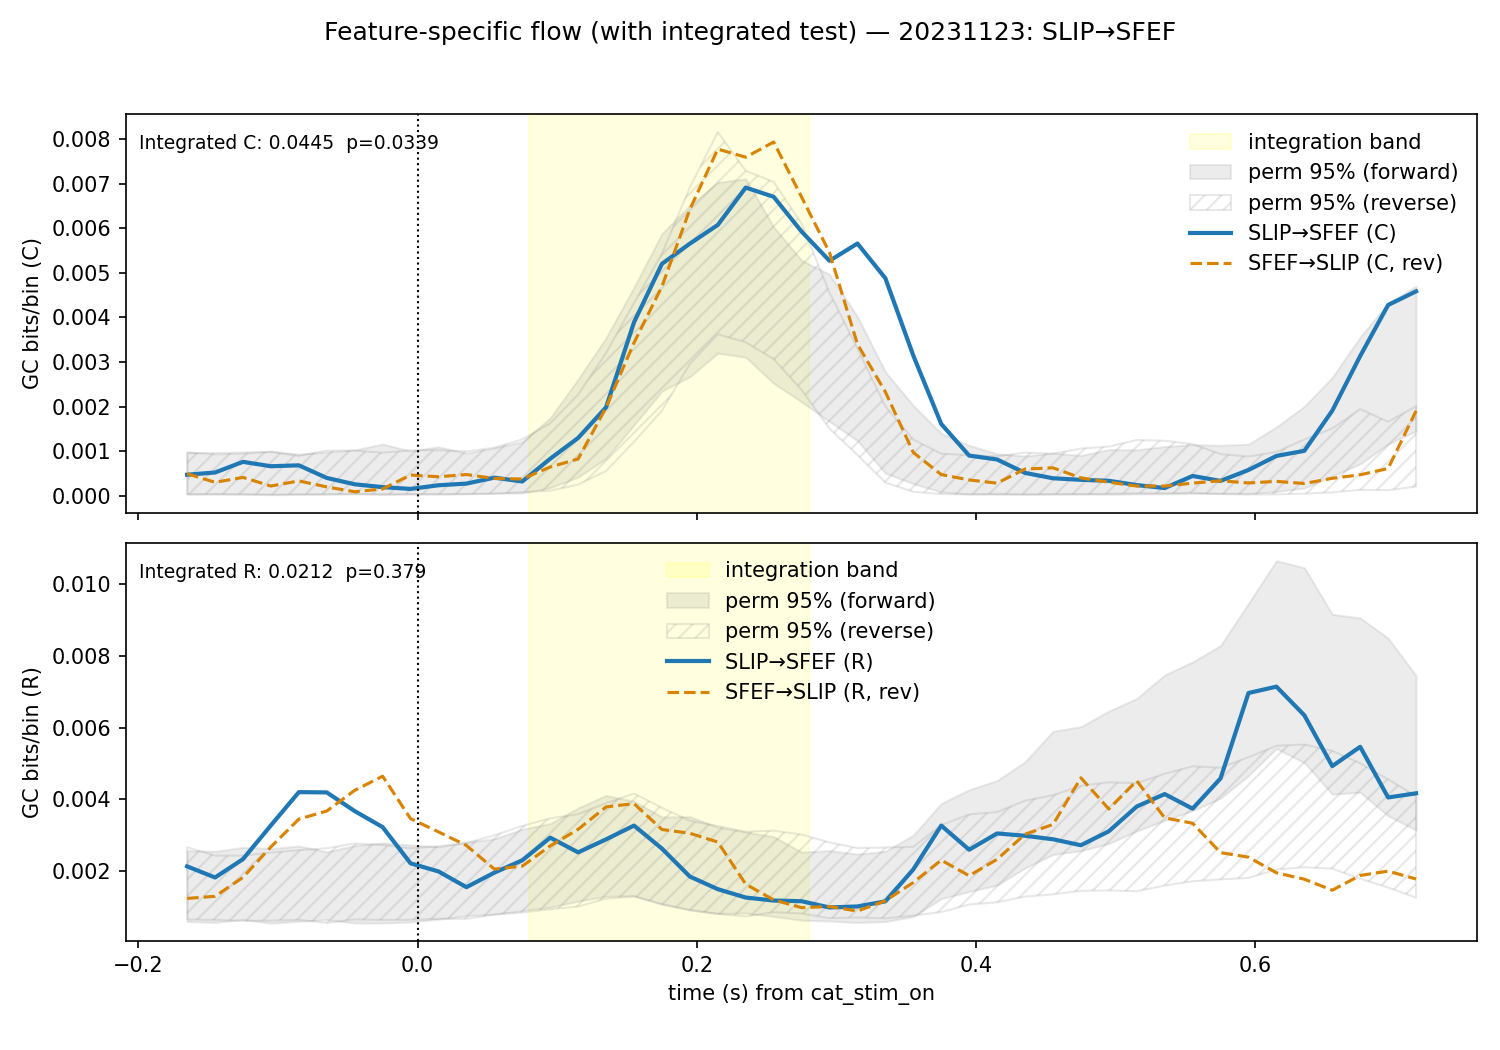 Feature-specific flow (with integrated test) — 20231123: SLIP→SFEF
Integrated C: 0.0445  p=0.0339
integration band
perm 95% (forward)
perm 95% (reverse)
SLIP→SFEF (C)
SFEF→SLIP (C, rev)
GC bits/bin (C)
0.008
0.007
0.006
0.005
0.004
0.003
0.002
0.001
0.000
Integrated R: 0.0212  p=0.379
integration band
perm 95% (forward)
perm 95% (reverse)
SLIP→SFEF (R)
SFEF→SLIP (R, rev)
GC bits/bin (R)
0.010
0.008
0.006
0.004
0.002
−0.2 0.0 0.2 0.4 0.6
time (s) from cat_stim_on